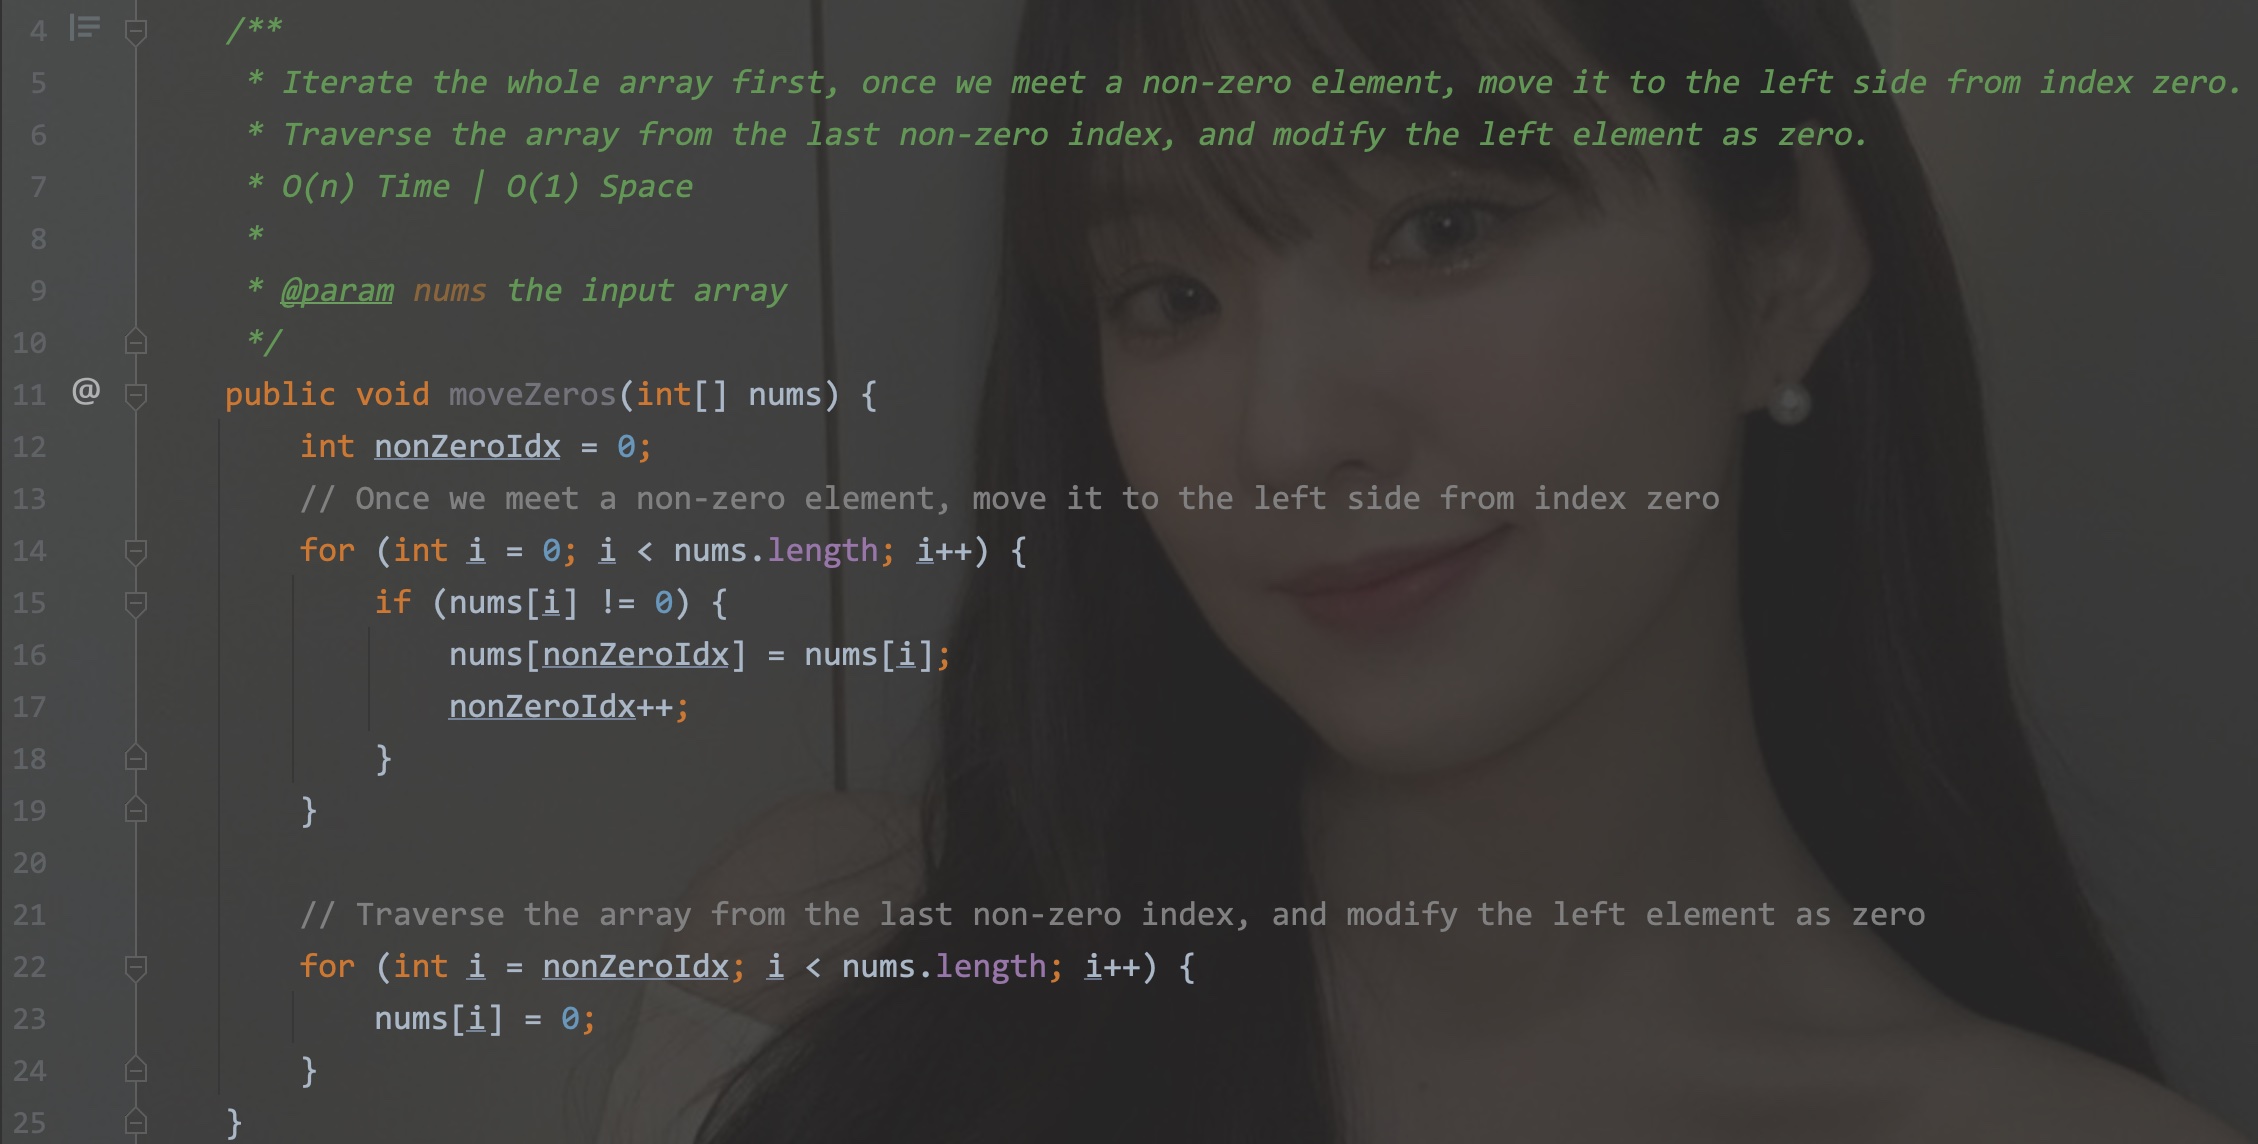 4 /**
5 * Iterate the whole array first, once we meet a non-zero element, move it to the left side from index zero.
6 * Traverse the array from the last non-zero index, and modify the left element as zero.
7 * O(n) Time | O(1) Space
8 *
9 * @param nums the input array
10 */
11 @ public void moveZeros(int[] nums) {
12 int nonZeroIdx = 0;
13 // Once we meet a non-zero element, move it to the left side from index zero
14 for (int i = 0; i < nums.length; i++) {
15 if (nums[i] != 0) {
16 nums[nonZeroIdx] = nums[i];
17 nonZeroIdx++;
18 }
19 }
20
21 // Traverse the array from the last non-zero index, and modify the left element as zero
22 for (int i = nonZeroIdx; i < nums.length; i++) {
23 nums[i] = 0;
24 }
25 }